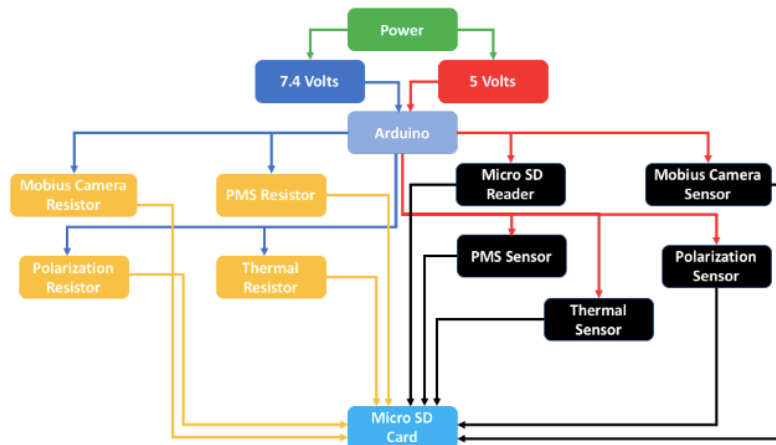 Power
7.4 Volts
5 Volts
Arduino
Mobius Camera
Resistor
PMS Resistor
Micro SD
Reader
Mobius Camera
Sensor
Polarization
Resistor
Thermal
Resistor
PMS Sensor
Polarization
Sensor
Thermal
Sensor
Micro SD
Card